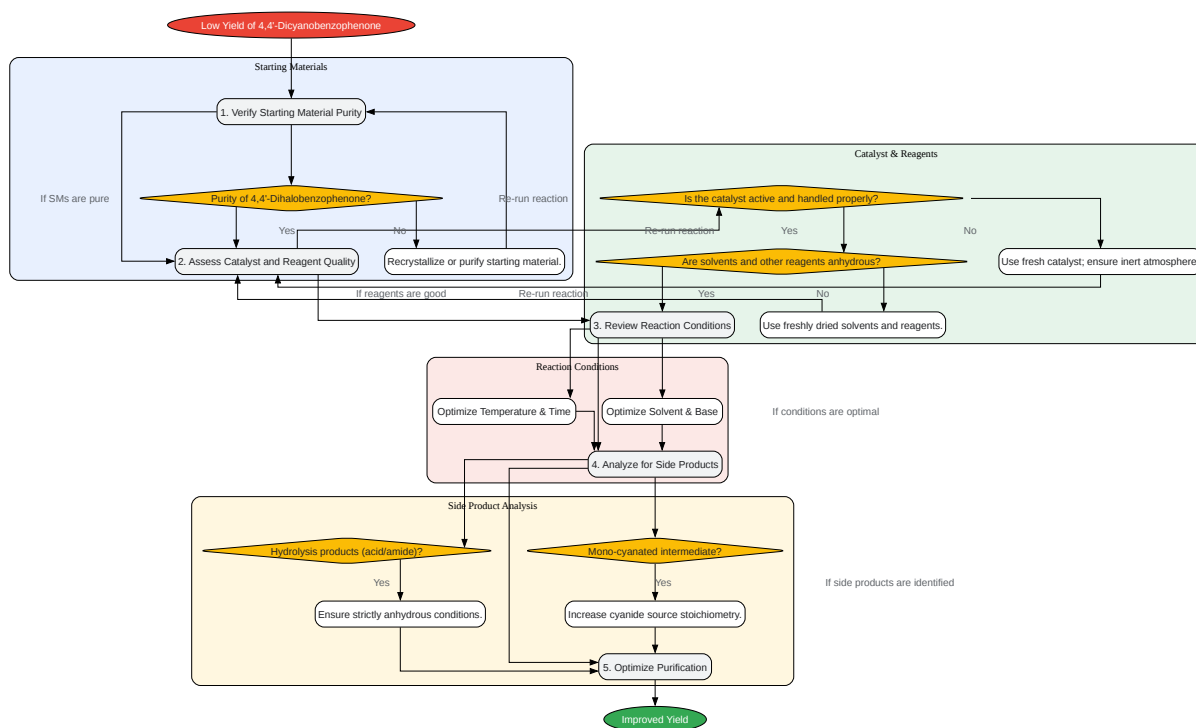 Low Yield of 4,4'-Dicyanobenzophenone
Starting Materials
1. Verify Starting Material Purity
If SMs are pure
Purity of 4,4'-Dihalobenzophenone?
Re-run reaction
Yes
No
2. Assess Catalyst and Reagent Quality
Recrystallize or purify starting material.
Catalyst & Reagents
Is the catalyst active and handled properly?
Re-run reaction
Yes
No
Are solvents and other reagents anhydrous?
Use fresh catalyst; ensure inert atmosphere
If reagents are good
Re-run reaction
Yes
No
3. Review Reaction Conditions
Use freshly dried solvents and reagents.
Reaction Conditions
Optimize Temperature & Time
Optimize Solvent & Base
If conditions are optimal
4. Analyze for Side Products
Side Product Analysis
Hydrolysis products (acid/amide)?
Mono-cyanated intermediate?
Yes
Yes
If side products are identified
Ensure strictly anhydrous conditions.
Increase cyanide source stoichiometry.
5. Optimize Purification
Improved Yield